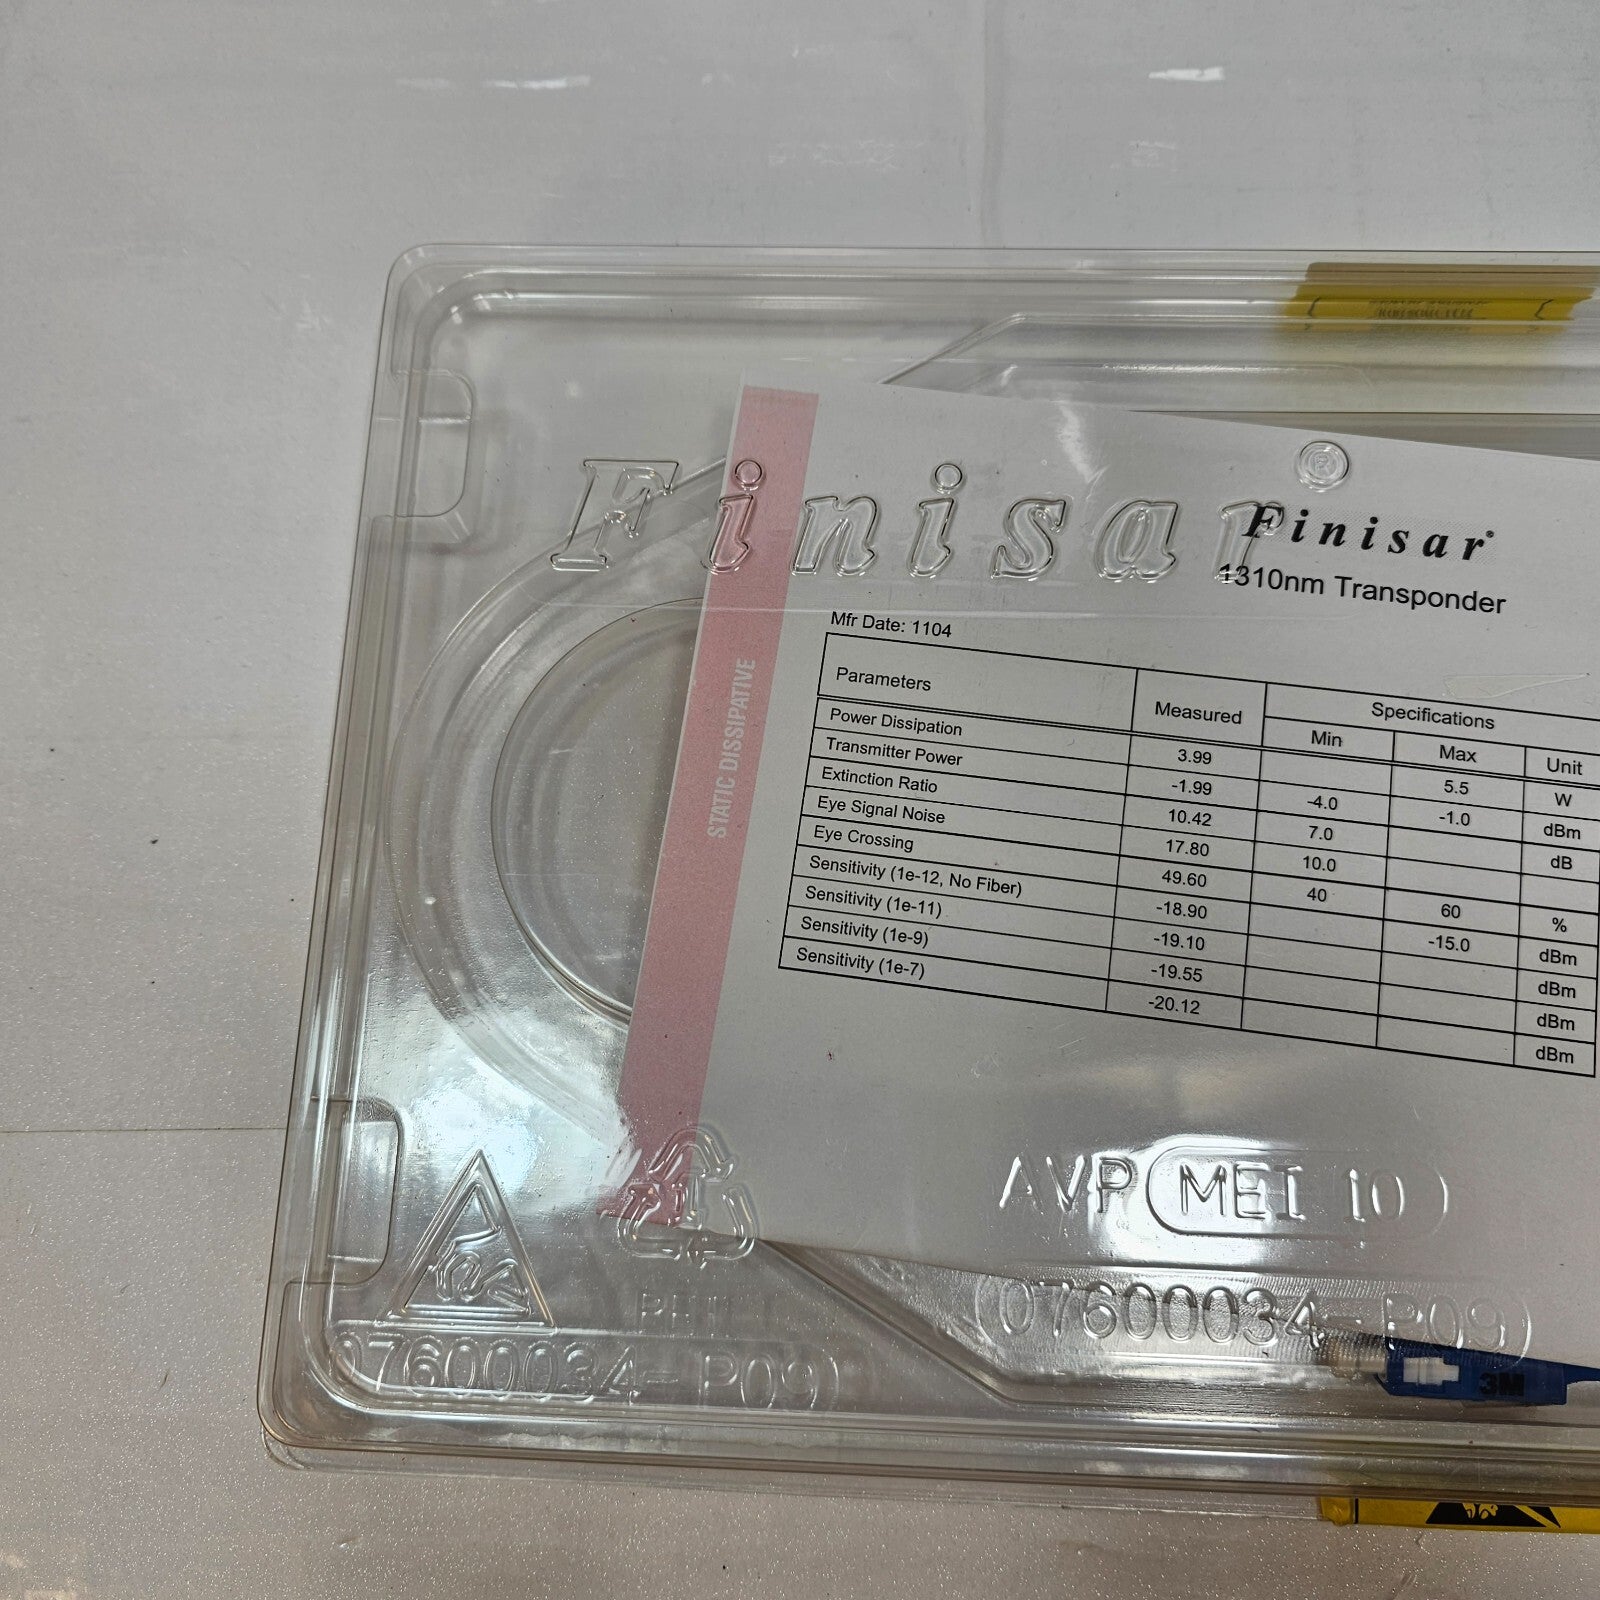 Finisar®
Finisar
1310nm Transponder
Mfr Date: 1104
STATIC DISSIPATIVE
Parameters Measured Specifications
Min Max Unit
Power Dissipation 3.99 5.5 W
Transmitter Power -1.99 -4.0 -1.0 dBm
Extinction Ratio 10.42 7.0 dB
Eye Signal Noise 17.80 10.0
Eye Crossing 49.60 40 60 %
Sensitivity (1e-12, No Fiber) -18.90 -15.0 dBm
Sensitivity (1e-11) -19.10 dBm
Sensitivity (1e-9) -19.55 dBm
Sensitivity (1e-7) -20.12 dBm
AVP MEI 10
07600034-P09
07600034-P09
3M